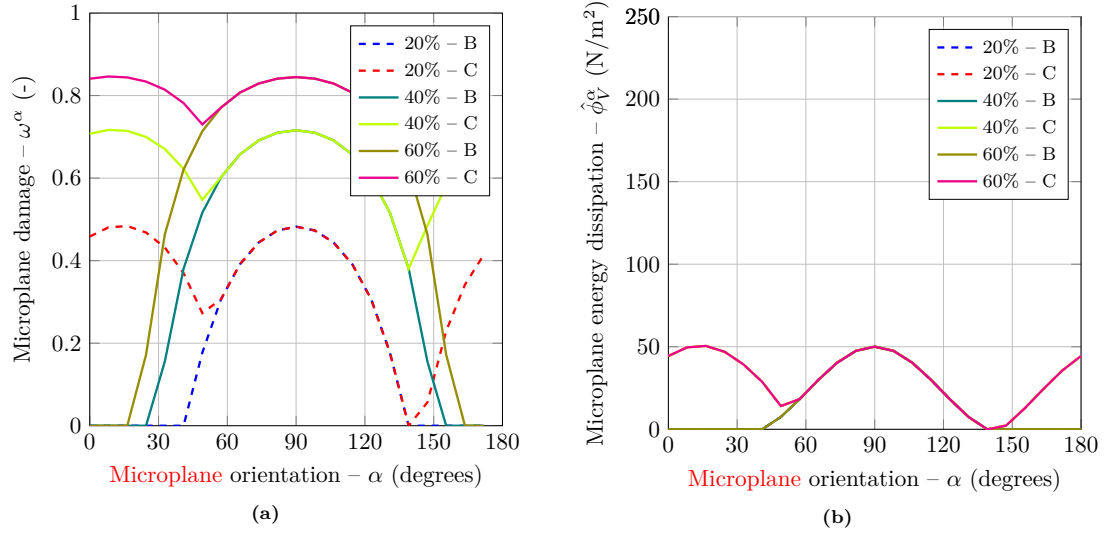 Microplane damage – ω^α (-)
1
0.8
0.6
0.4
0.2
0
0
30
60
90
120
150
180
20% – B
20% – C
40% – B
40% – C
60% – B
60% – C
Microplane orientation – α (degrees)
(a)
Microplane energy dissipation – ϕ̂_V^α (N/m²)
250
200
150
100
50
0
0
30
60
90
120
150
180
20% – B
20% – C
40% – B
40% – C
60% – B
60% – C
Microplane orientation – α (degrees)
(b)